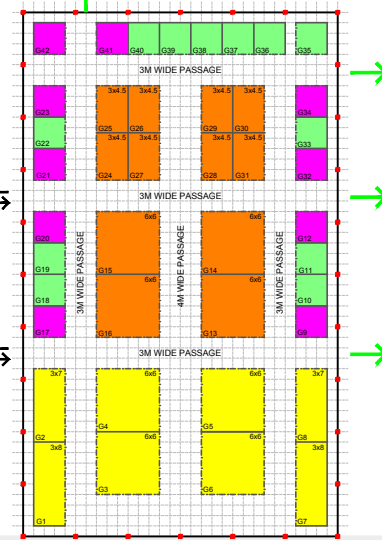 G42 G41 G40 G39 G38 G37 G36 G35
3M WIDE PASSAGE
3x4.5 3x4.5 3x4.5 3x4.5
G23 G25 G26 G29 G30 G34
3x4.5 3x4.5 3x4.5 3x4.5
G22 G33
G21 G24 G27 G28 G31 G32
3M WIDE PASSAGE
6x6 6x6
G20 G12
3M WIDE PASSAGE
4M WIDE PASSAGE
3M WIDE PASSAGE
G19 G15 G14 G11
6x6 6x6
G18 G10
G17 G16 G13 G9
3M WIDE PASSAGE
3x7 6x6 6x6 3x7
G4 G5
6x6 6x6
G2 G8
3x8 3x8
G3 G6
G1 G7